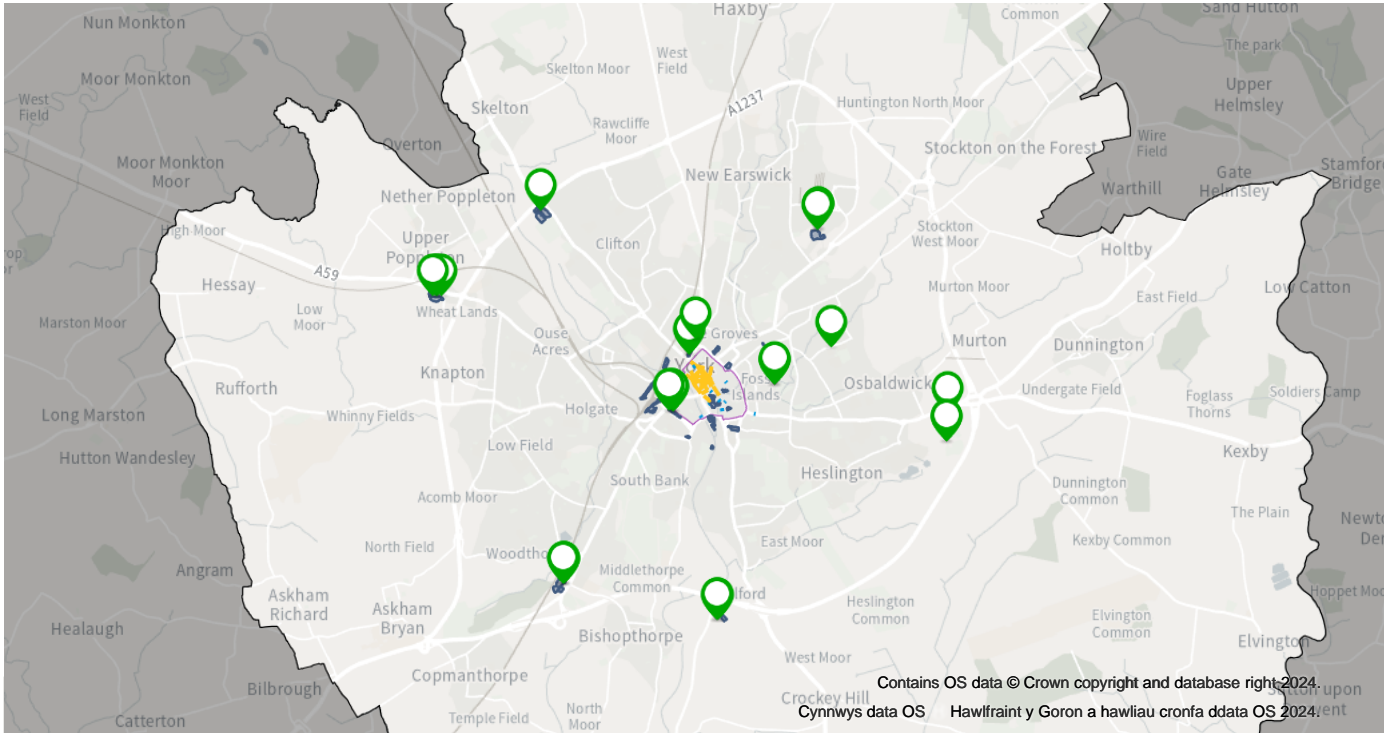 Haxby
Common
Sand Hutton
Nun Monkton
The park
West
Field
Skelton Moor
Moor Monkton
Upper
Helmsley
West
Field
Skelton
A1237
Huntington North Moor
Rawcliffe
Moor
Overton
Wire
Field
Stockton on the Forest
Moor Monkton
Moor
New Earswick
Gate
Helmsley
Stamford
Bridge
Warthill
Nether Poppleton
High Moor
Stockton
West Moor
Upper
Clifton
Holtby
A59
Hessay
Low Catton
Murton Moor
East Field
Low
Moor
Wheat Lands
Marston Moor
Ouse
Acres
Groves
Murton
Dunnington
York
Knapton
Foss
Islands
Osbaldwick
Rufforth
Undergate Field
Soldiers Camp
Foglass
Thorns
Long Marston
Whinny Fields
Holgate
Low Field
Kexby
Hutton Wandesley
South Bank
Heslington
Dunnington
Common
Acomb Moor
The Plain
North Field
East Moor
Kexby Common
Angram
Middlethorpe
Common
Askham
Richard
Askham
Bryan
Heslington
Common
Elvington
Common
Healaugh
Bishopthorpe
Elvington
West Moor
Copmanthorpe
Bilbrough
Crockey Hill
Contains OS data © Crown copyright and database right 2024.
Cynnwys data OS Hawlfraint y Goron a hawliau cronfa ddata OS 2024.
North
Moor
Temple Field
Catterton